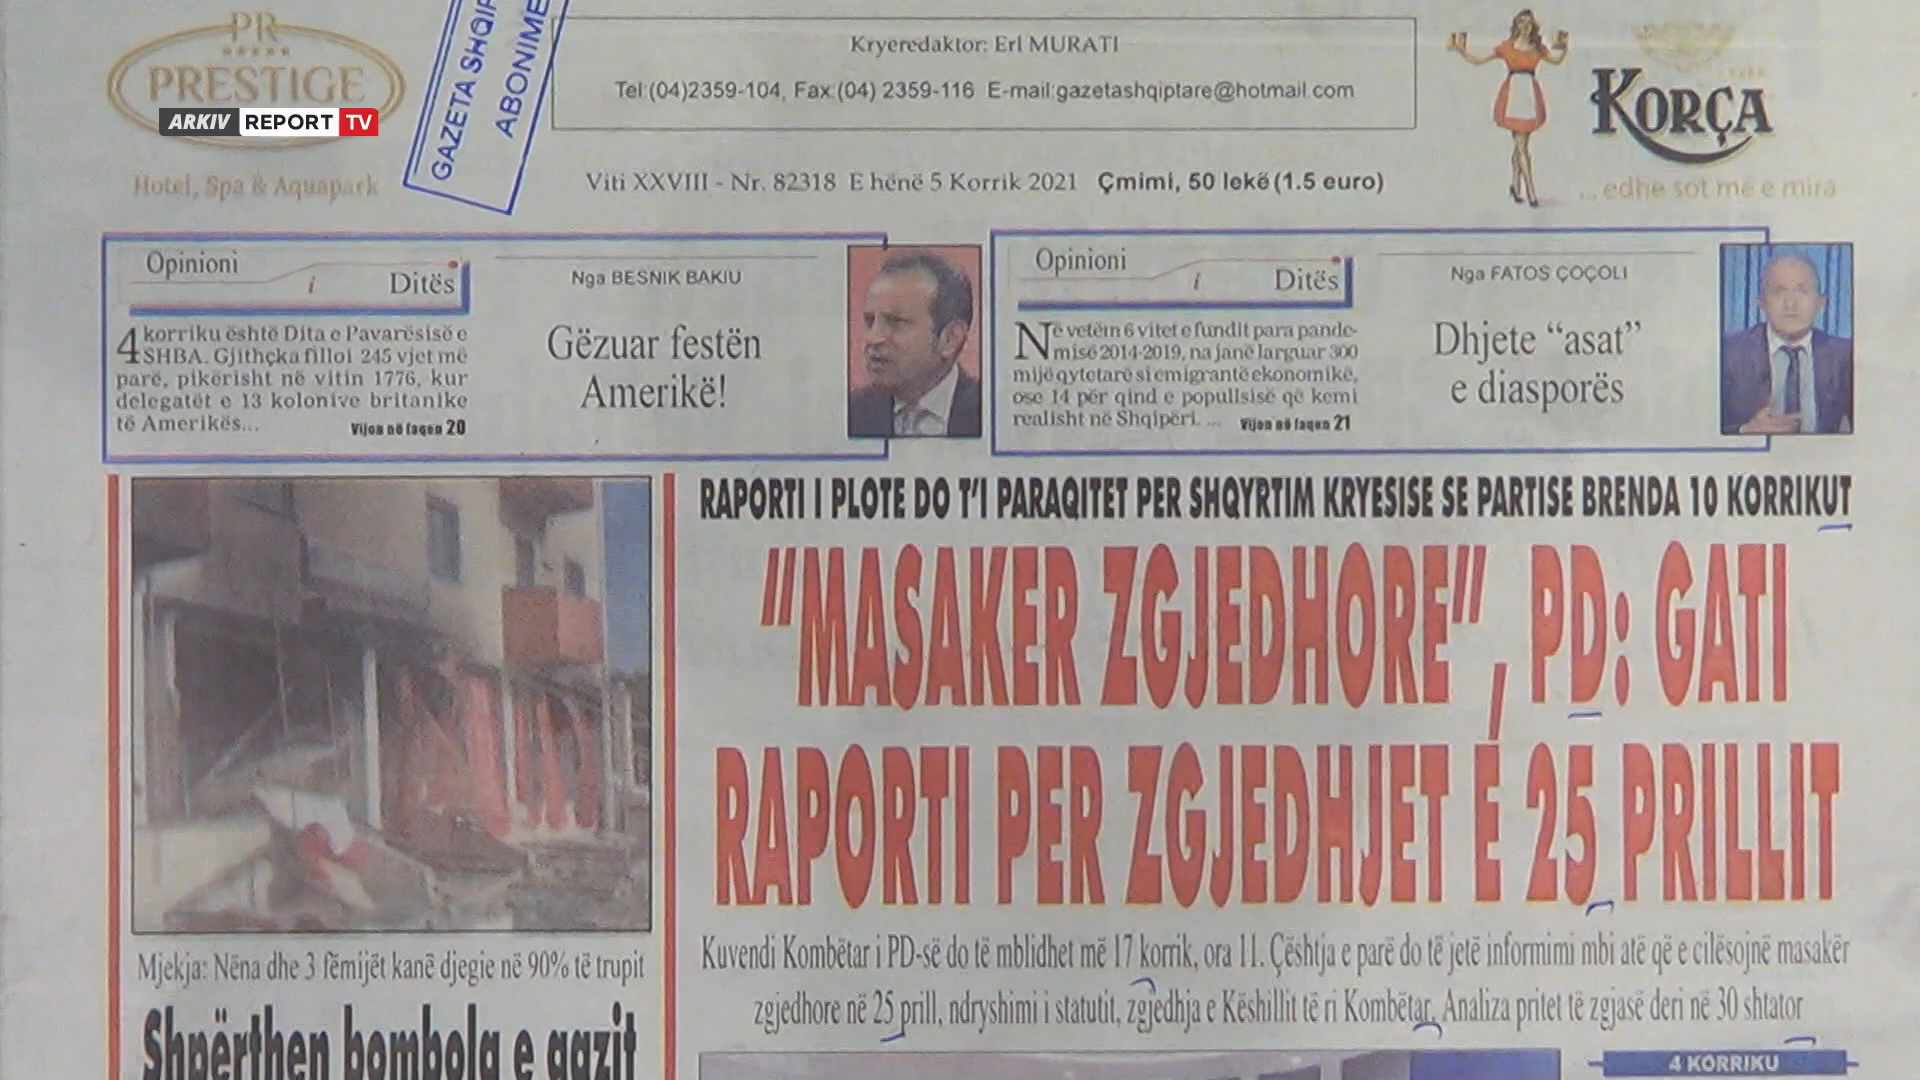 PR
PRESTIGE
ARKIV REPORT TV
Hotel, Spa & Aquapark
GAZETA SHQIP
ABONIME
Kryeredaktor: Erl MURATI
Tel:(04)2359-104, Fax:(04) 2359-116 E-mail:gazetashqiptare@hotmail.com
Viti XXVIII - Nr. 82318 E hënë 5 Korrik 2021 Çmimi, 50 lekë (1.5 euro)
KORÇA
... edhe sot më e mira
Opinioni
i Ditës
4 korriku është Dita e Pavarësisë e
SHBA. Gjithçka filloi 245 vjet më
parë, pikërisht në vitin 1776, kur
delegatët e 13 kolonive britanike
të Amerikës...
Vijon në faqen 20
Nga BESNIK BAKIU
Gëzuar festën
Amerikë!
Opinioni
i Ditës
Në vetëm 6 vitet e fundit para pande-
misë 2014-2019, na janë larguar 300
mijë qytetarë si emigrantë ekonomikë,
ose 14 për qind e popullsisë që kemi
realisht në Shqipëri. ...
Vijon në faqen 21
Nga FATOS ÇOÇOLI
Dhjete “asat”
e diasporës
RAPORTI I PLOTE DO T’I PARAQITET PER SHQYRTIM KRYESISE SE PARTISE BRENDA 10 KORRIKUT
"MASAKER ZGJEDHORE", PD: GATI
RAPORTI PER ZGJEDHJET E 25 PRILLIT
Kuvendi Kombëtar i PD-së do të mblidhet më 17 korrik, ora 11. Çështja e parë do të jetë informimi mbi atë që e cilësojnë masakër
zgjedhore në 25 prill, ndryshimi i statutit, zgjedhja e Këshillit të ri Kombëtar. Analiza pritet të zgjasë deri në 30 shtator
4 KORRIKU
Mjekja: Nëna dhe 3 fëmijët kanë djegie në 90% të trupit
Shpërthen bombola e gazit